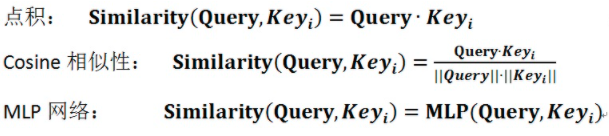 点积： Similarity(Query, Key_i) = Query · Key_i
Cosine 相似性： Similarity(Query, Key_i) = \frac{Query·Key_i}{||Query||·||Key_i||}
MLP 网络： Similarity(Query, Key_i) = MLP(Query, Key_i)